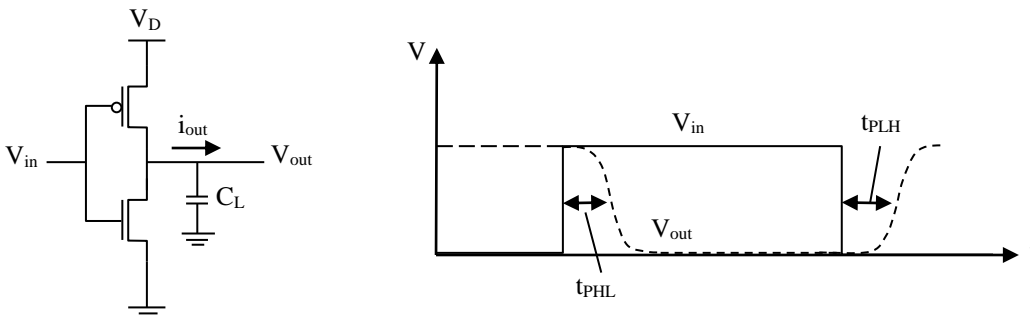 V_D
i_out
V_in
V_out
C_L
V
V_in
t_PLH
V_out
t_PHL